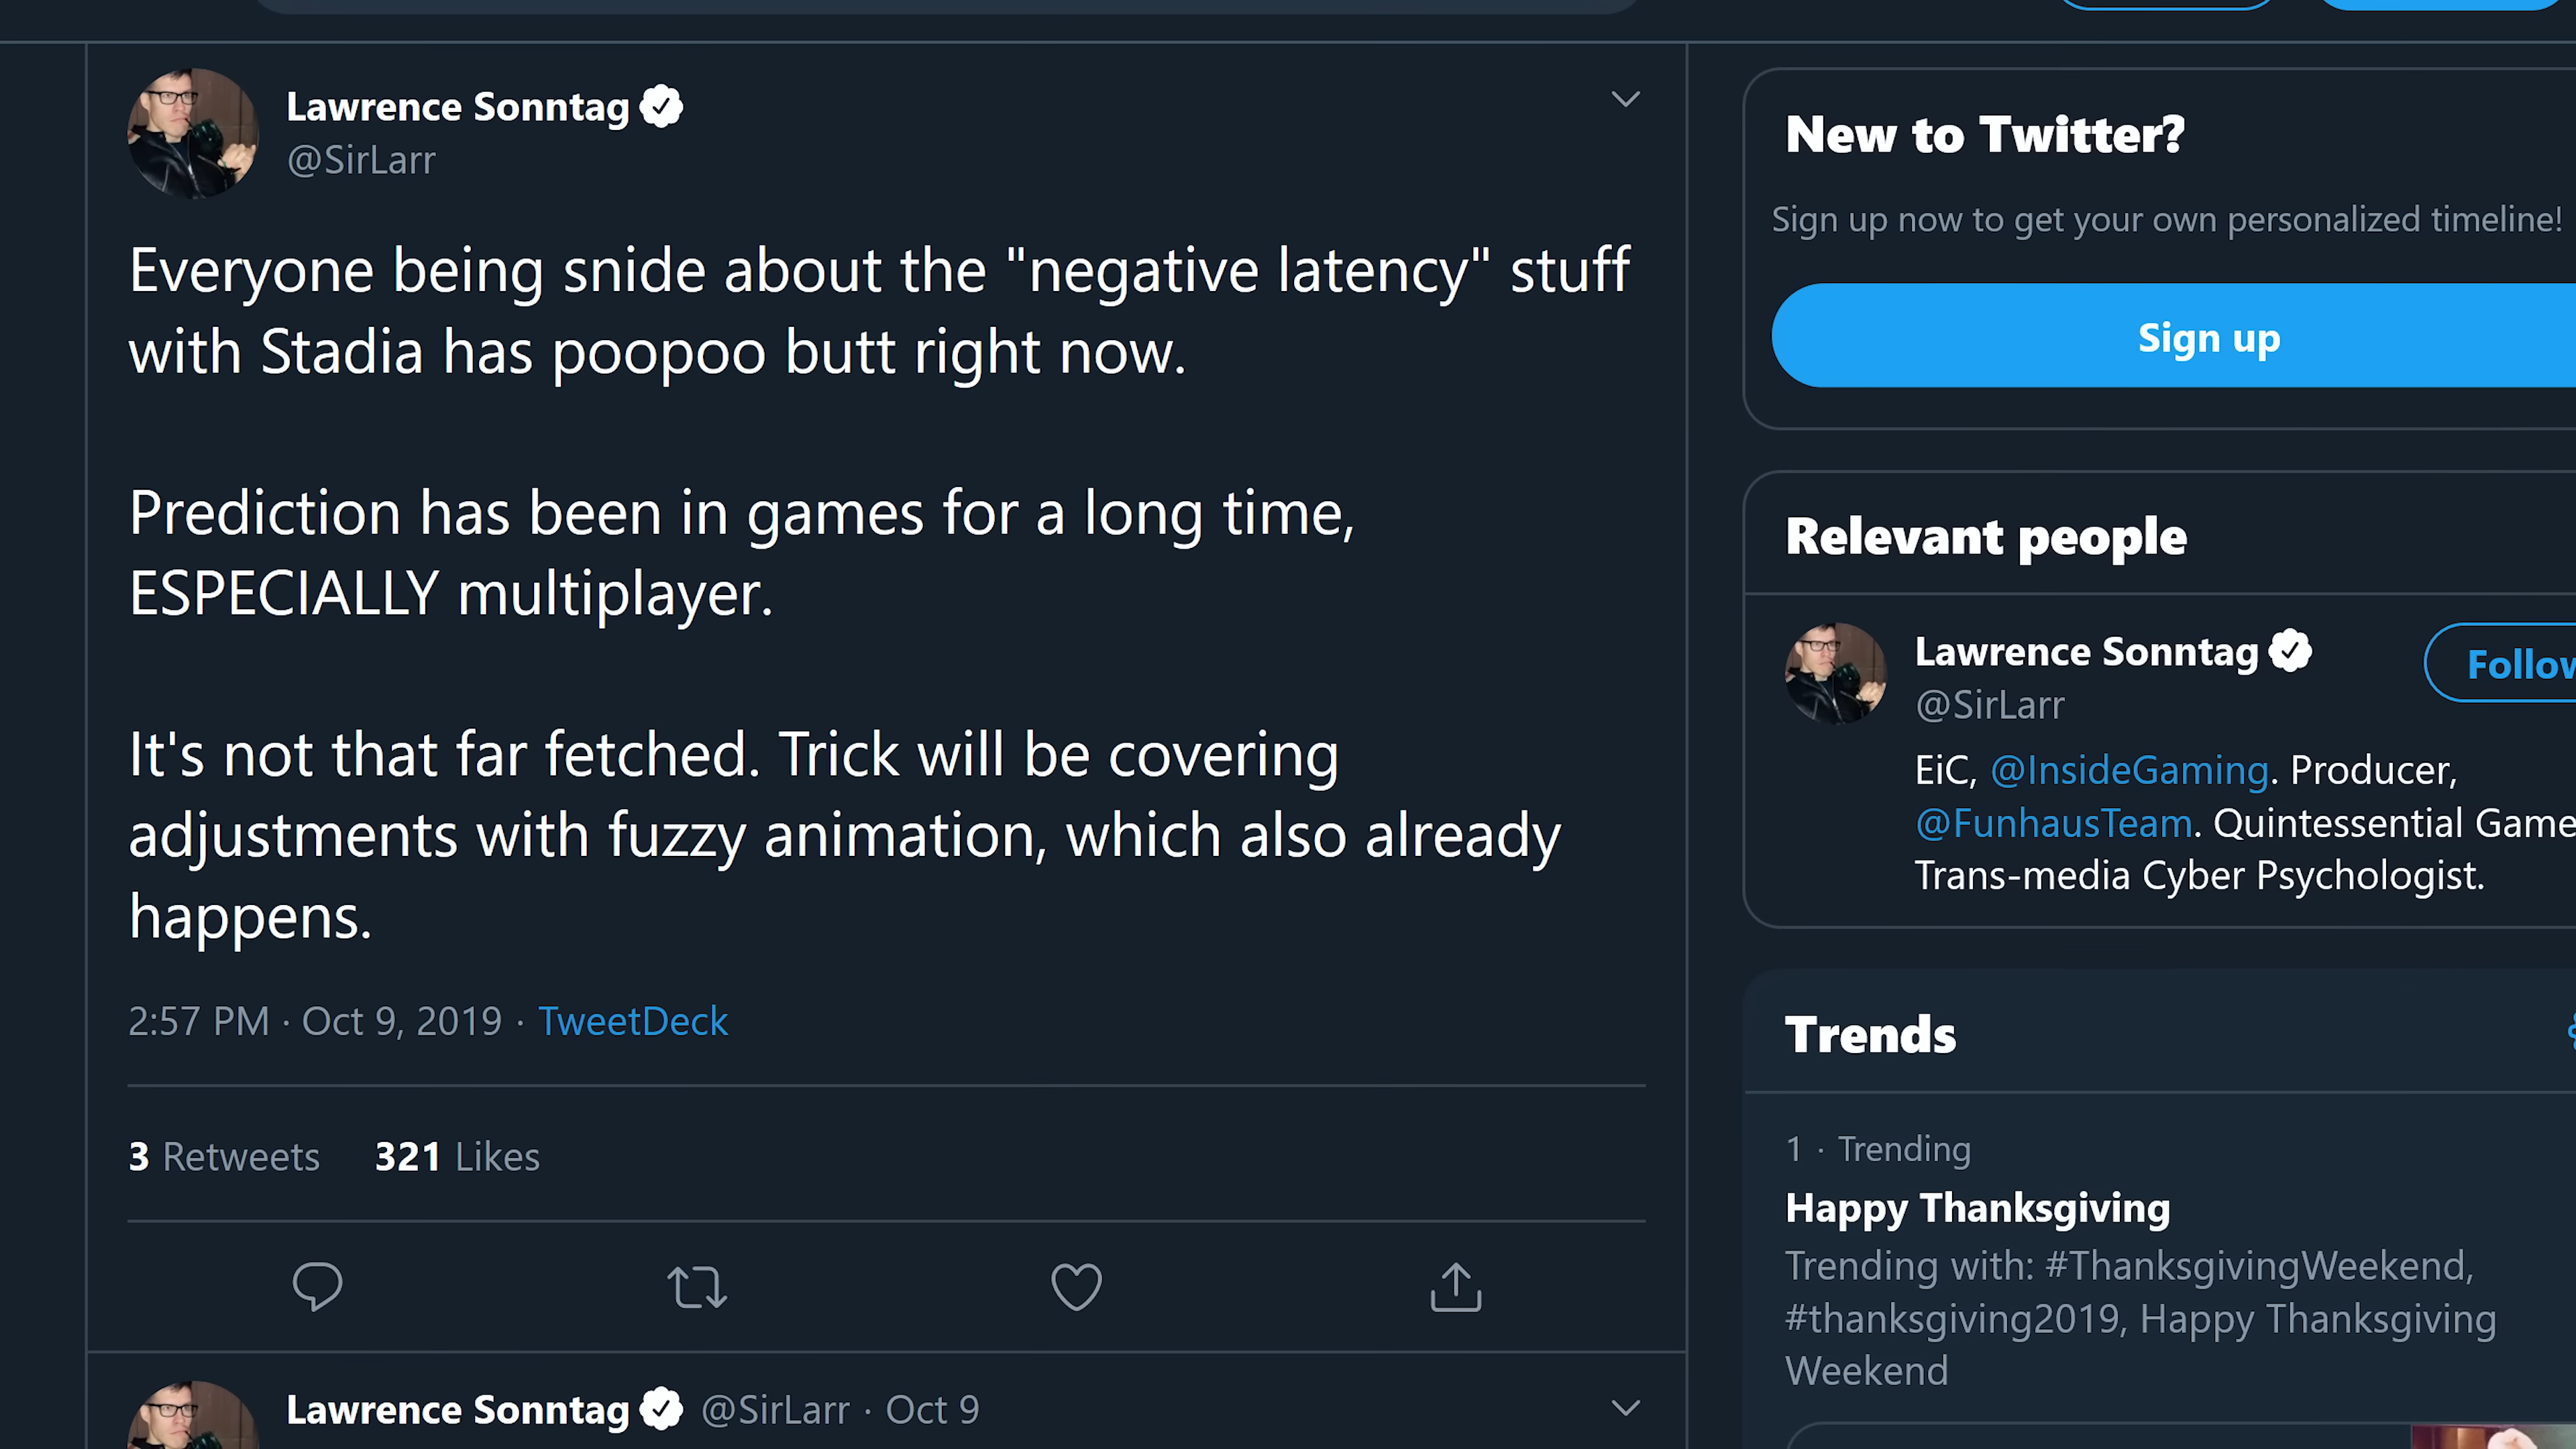 Lawrence Sonntag
@SirLarr
Everyone being snide about the "negative latency" stuff
with Stadia has poopoo butt right now.
Prediction has been in games for a long time,
ESPECIALLY multiplayer.
It's not that far fetched. Trick will be covering
adjustments with fuzzy animation, which also already
happens.
2:57 PM · Oct 9, 2019 · TweetDeck
3 Retweets 321 Likes
Lawrence Sonntag @SirLarr · Oct 9
New to Twitter?
Sign up now to get your own personalized timeline!
Sign up
Relevant people
Lawrence Sonntag
@SirLarr
Follow
EiC, @InsideGaming. Producer,
@FunhausTeam. Quintessential Game
Trans-media Cyber Psychologist.
Trends
1 · Trending
Happy Thanksgiving
Trending with: #ThanksgivingWeekend,
#thanksgiving2019, Happy Thanksgiving
Weekend